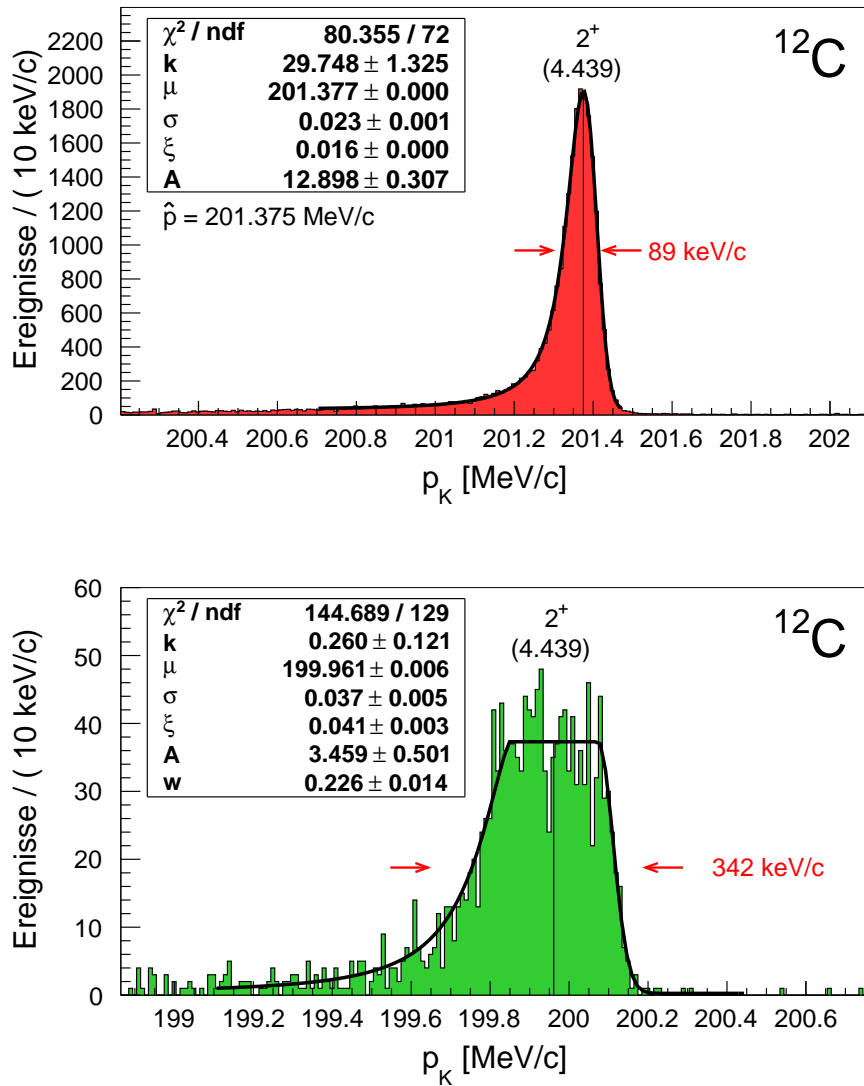 χ² / ndf 80.355 / 72
k 29.748 ± 1.325
μ 201.377 ± 0.000
σ 0.023 ± 0.001
ξ 0.016 ± 0.000
A 12.898 ± 0.307
p̂ = 201.375 MeV/c
2⁺
(4.439)
¹²C
89 keV/c
Ereignisse / ( 10 keV/c)
2200
2000
1800
1600
1400
1200
1000
800
600
400
200
0
200.4 200.6 200.8 201 201.2 201.4 201.6 201.8 202
p_K [MeV/c]
χ² / ndf 144.689 / 129
k 0.260 ± 0.121
μ 199.961 ± 0.006
σ 0.037 ± 0.005
ξ 0.041 ± 0.003
A 3.459 ± 0.501
w 0.226 ± 0.014
2⁺
(4.439)
¹²C
342 keV/c
Ereignisse / ( 10 keV/c)
60
50
40
30
20
10
0
199 199.2 199.4 199.6 199.8 200 200.2 200.4 200.6
p_K [MeV/c]